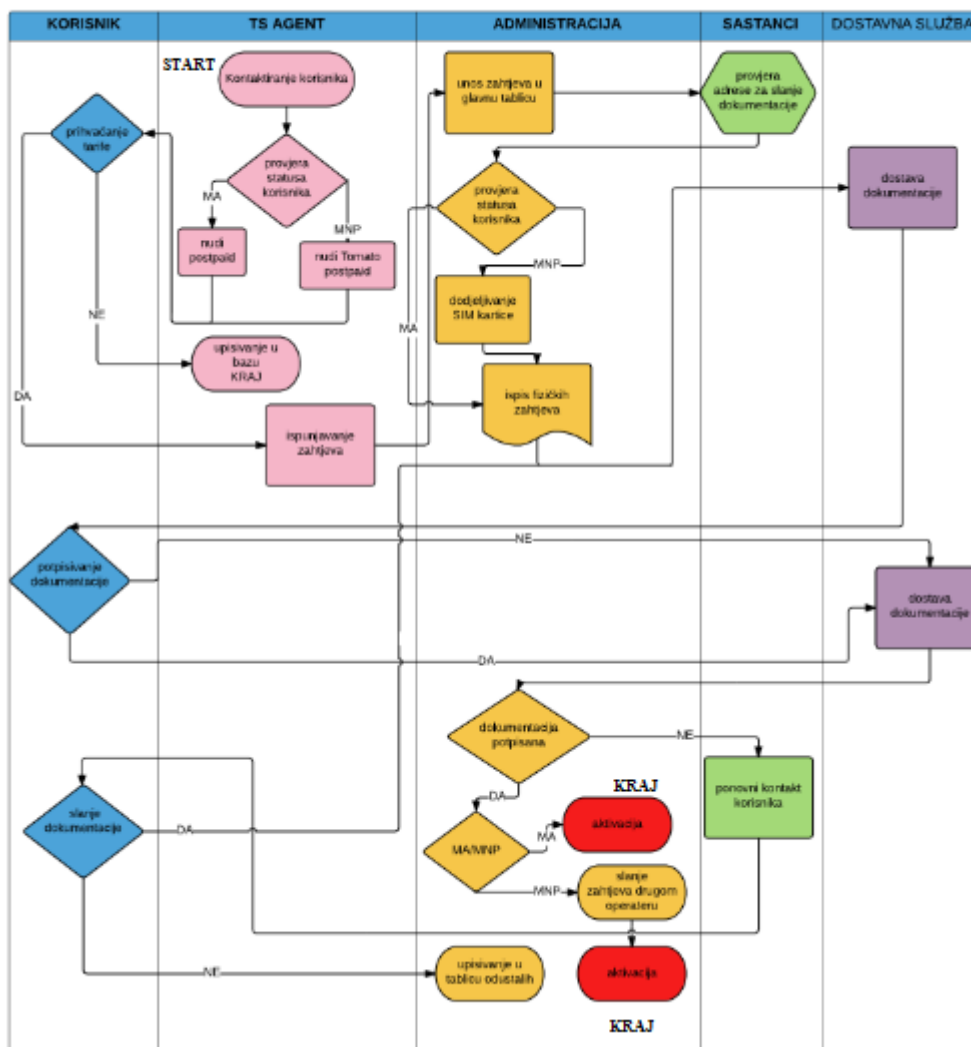 KORISNIK
TS AGENT
ADMINISTRACIJA
SASTANCI
DOSTAVNA SLUŽBA
START
Kontaktiranje korisnika
unos zahtjeva u
glavnu tablicu
provjera
adrese za slanje
dokumentacije
prihvaćanje
tarife
provjera
statusa
korisnika
provjera
statusa
korisnika
dostava
dokumentacije
MA
MNP
nudi
postpaid
nudi Tomato
postpaid
MNP
dodjeljivanje
SIM kartice
NE
MA
upisivanje u
bazu
KRAJ
DA
ispis fizičkih
zahtjeva
ispunjavanje
zahtjeva
NE
potpisivanje
dokumentacije
dostava
dokumentacije
DA
dokumentacija
potpisana
NE
DA
KRAJ
ponovni kontakt
korisnika
slanje
dokumentacije
DA
MA/MNP
MA
aktivacija
MNP
slanje
zahtjeva drugom
operateru
NE
upisivanje u
tablicu odustalih
aktivacija
KRAJ